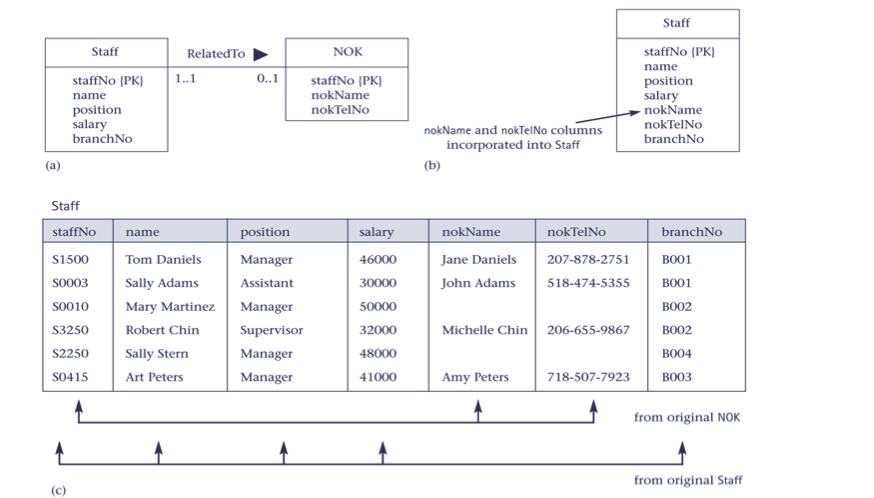 Staff
RelatedTo
NOK
1..1
0..1
staffNo {PK}
name
position
salary
branchNo
staffNo {PK}
nokName
nokTelNo
(a)
Staff
staffNo {PK}
name
position
salary
nokName
nokTelNo
branchNo
nokName and nokTelNo columns
incorporated into Staff
(b)
Staff
staffNo name position salary nokName nokTelNo branchNo
S1500 Tom Daniels Manager 46000 Jane Daniels 207-878-2751 B001
S0003 Sally Adams Assistant 30000 John Adams 518-474-5355 B001
S0010 Mary Martinez Manager 50000 B002
S3250 Robert Chin Supervisor 32000 Michelle Chin 206-655-9867 B002
S2250 Sally Stern Manager 48000 B004
S0415 Art Peters Manager 41000 Amy Peters 718-507-7923 B003
from original NOK
from original Staff
(c)